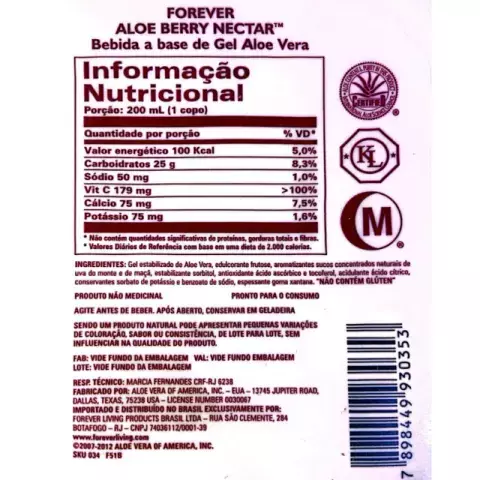 FOREVER
ALOE BERRY NECTAR™
Bebida a base de Gel Aloe Vera
Informação
Nutricional
Porção: 200 mL (1 copo)
Quantidade por porção % VD*
Valor energético 100 Kcal 5,0%
Carboidratos 25 g 8,3%
Sódio 50 mg 1,0%
Vit C 179 mg >100%
Cálcio 75 mg 7,5%
Potássio 75 mg 1,6%
* Não contém quantidades significativas de proteínas, gorduras totais e fibras.
* Valores Diários de Referência com base em uma dieta de 2.000 calorias.
CERTIFIED
KL
M
INGREDIENTES: Gel estabilizado de Aloe Vera, edulcorante frutose, aromatizantes sucos concentrados naturais de
uva do monte e de maçã, estabilizante sorbitol, antioxidante ácido ascórbico e tocoferol, acidulante ácido cítrico,
conservantes sorbato de potássio e benzoato de sódio, espessante goma xantana. "NÃO CONTÉM GLÚTEN"
PRODUTO NÃO MEDICINAL PRONTO PARA O CONSUMO
AGITE ANTES DE BEBER. APÓS ABERTO, CONSERVAR EM GELADEIRA
SENDO UM PRODUTO NATURAL PODE APRESENTAR PEQUENAS VARIAÇÕES
DE COLORAÇÃO, SABOR OU CONSISTÊNCIA, DE LOTE PARA LOTE, SEM
INFLUENCIAR NA QUALIDADE DO PRODUTO.
FAB: VIDE FUNDO DA EMBALAGEM VAL: VIDE FUNDO EMBALAGEM
LOTE: VIDE FUNDO DA EMBALAGEM
RESP. TÉCNICO: MARCIA FERNANDES CRF-RJ 6238
FABRICADO POR: ALOE VERA OF AMERICA, INC. – EUA – 13745 JUPITER ROAD,
DALLAS, TEXAS, 75238 USA – LICENSE NUMBER 0030067
IMPORTADO E DISTRIBUÍDO NO BRASIL EXCLUSIVAMENTE POR:
FOREVER LIVING PRODUCTS BRASIL LTDA – RUA SÃO CLEMENTE, 284
BOTAFOGO – RJ – CNPJ 74036112/0001-39
www.foreverliving.com
©2007-2012 ALOE VERA OF AMERICA, INC.
SKU 034 F51B
7 898449 930353